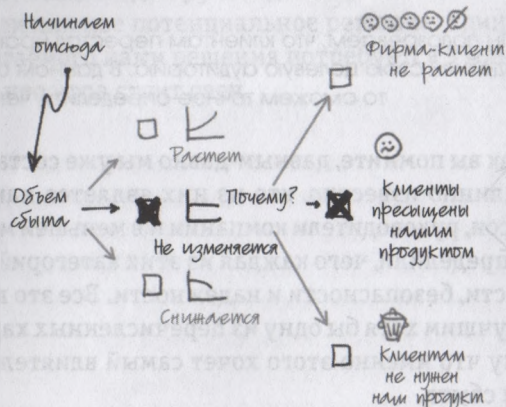 Начинаем
отсюда
Фирма-клиент
не растет
Растет
Объем
сбыта
Почему?
Не изменяется
Клиенты
пресыщены
нашим
продуктом
Снижается
Клиентам
не нужен
наш продукт